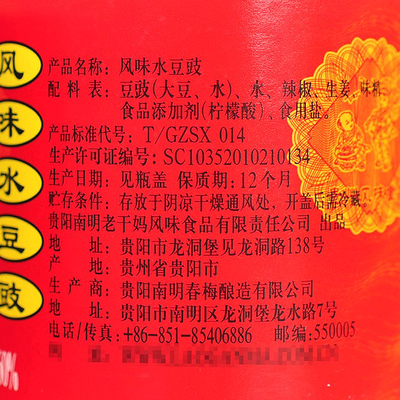 风
味
水
豆
豉
产品名称：风味水豆豉
配料表：豆豉(大豆、水)、水、辣椒、生姜、味精、
食品添加剂(柠檬酸)、食用盐。
产品标准代号：T/GZSX 014
生产许可证编号：SC10352010210134
生产日期：见瓶盖 保质期:12个月
贮存条件：存放于阴凉干燥通风处，开盖后需冷藏
贵阳南明老干妈风味食品有限责任公司 出品
地址：贵阳市龙洞堡见龙洞路138号
产地：贵州省贵阳市
生产商：贵阳南明春梅酿造有限公司
地址：贵阳市南明区龙洞堡龙水路7号
电话/传真：+86-851-85406886 邮编:550005